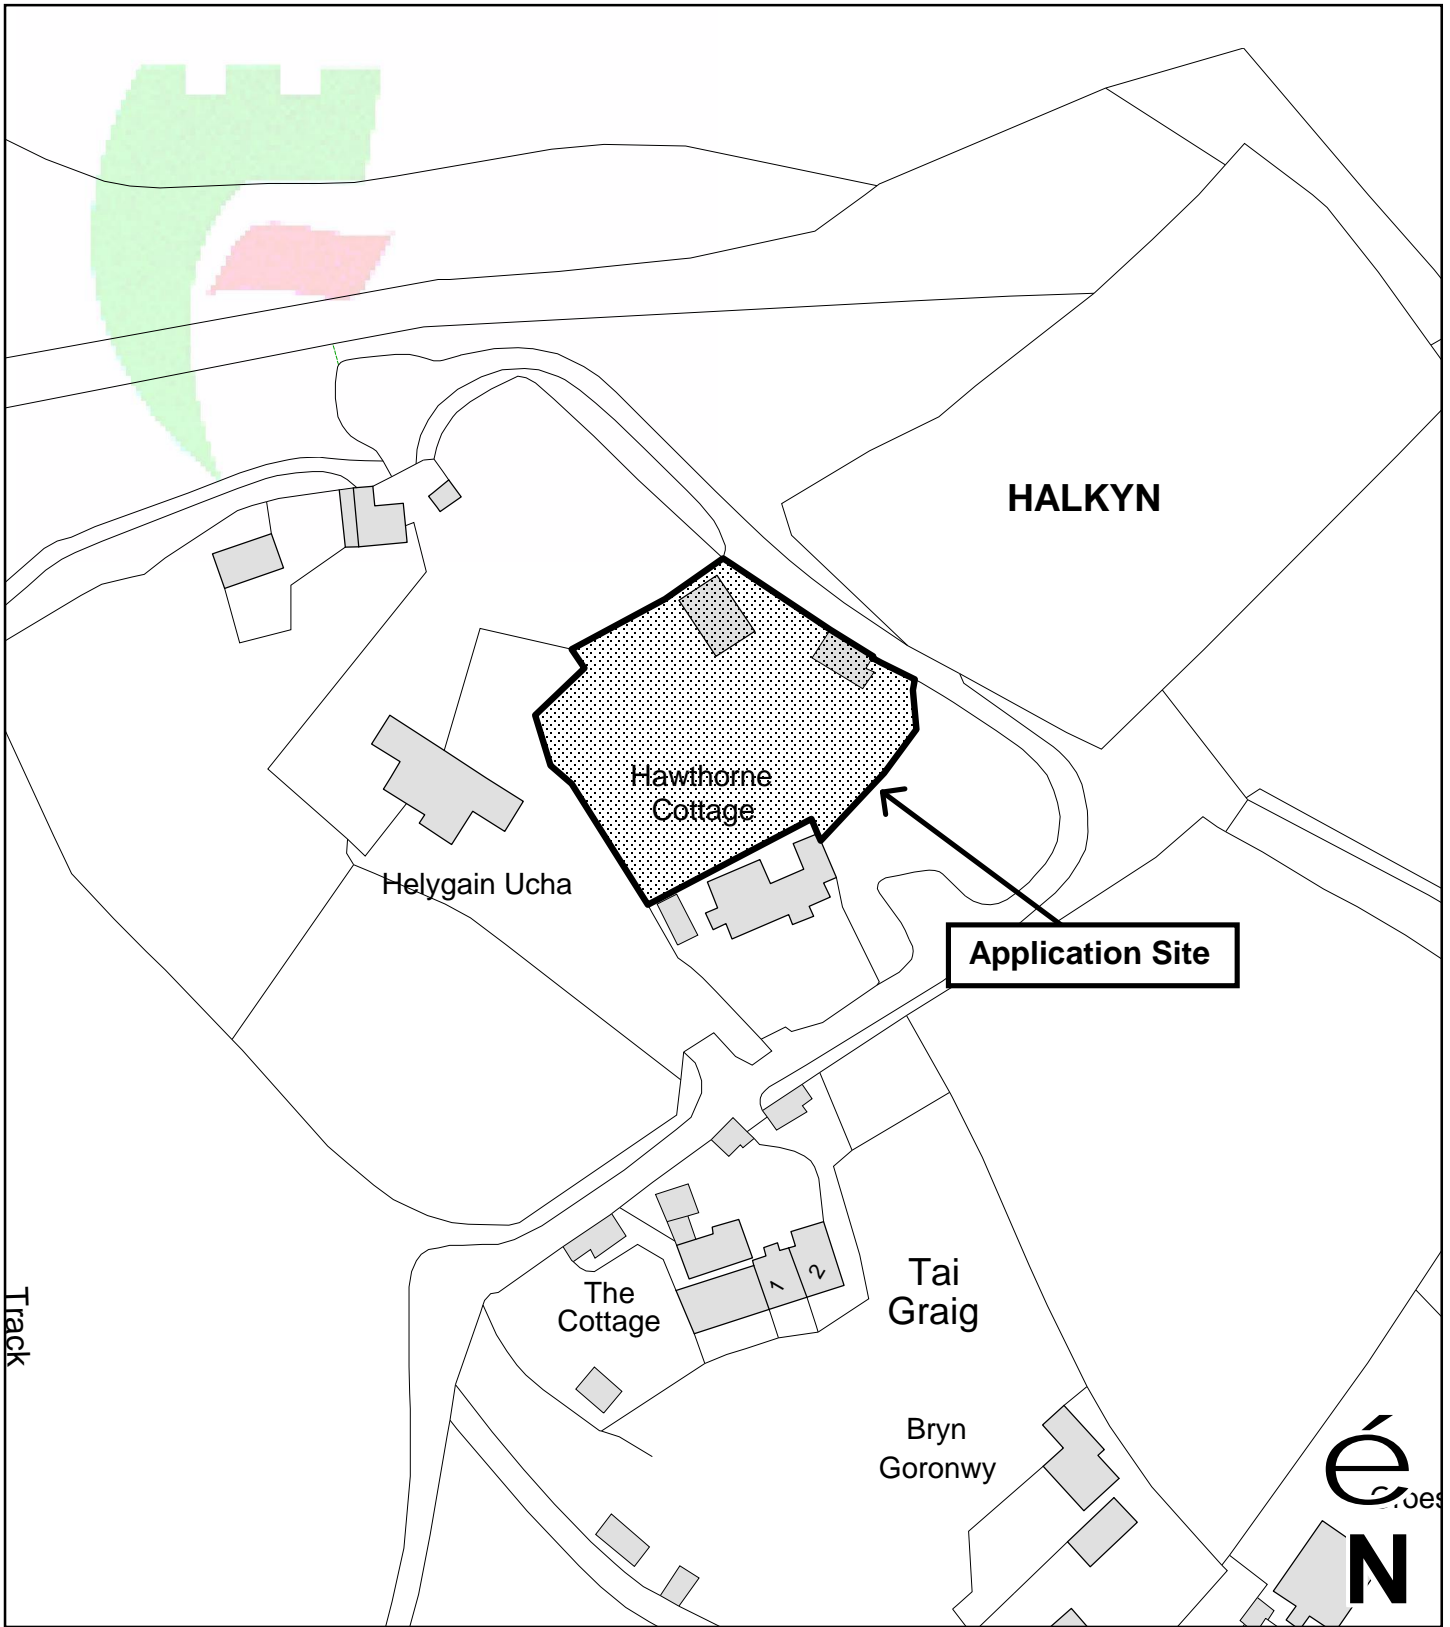 HALKYN
Hawthorne
Cottage
Helygain Ucha
Application Site
The
Cottage
1
2
Tai
Graig
Track
Bryn
Goronwy
é
N